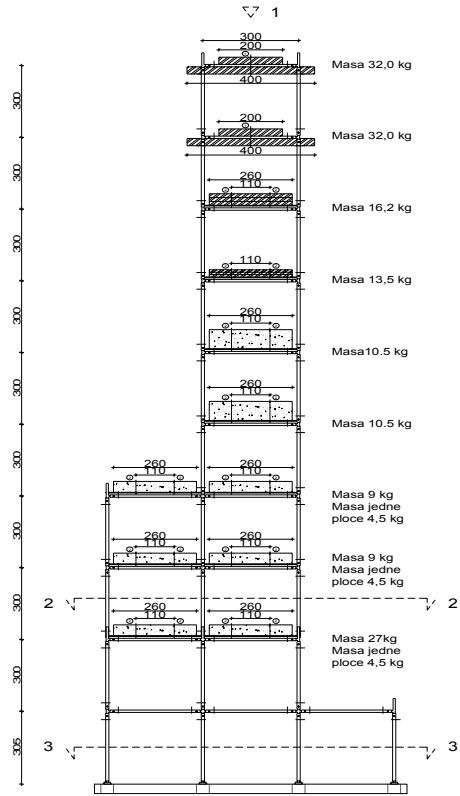 1
300
200
Masa 32,0 kg
400
300
200
Masa 32,0 kg
400
300
260
110
Masa 16,2 kg
300
110
Masa 13,5 kg
300
260
110
Masa10.5 kg
300
260
110
Masa 10.5 kg
300
260
260
110
110
Masa 9 kg
Masa jedne
ploce 4,5 kg
300
260
260
110
110
Masa 9 kg
Masa jedne
ploce 4,5 kg
2
2
300
260
260
110
110
Masa 27kg
Masa jedne
ploce 4,5 kg
300
3
3
305